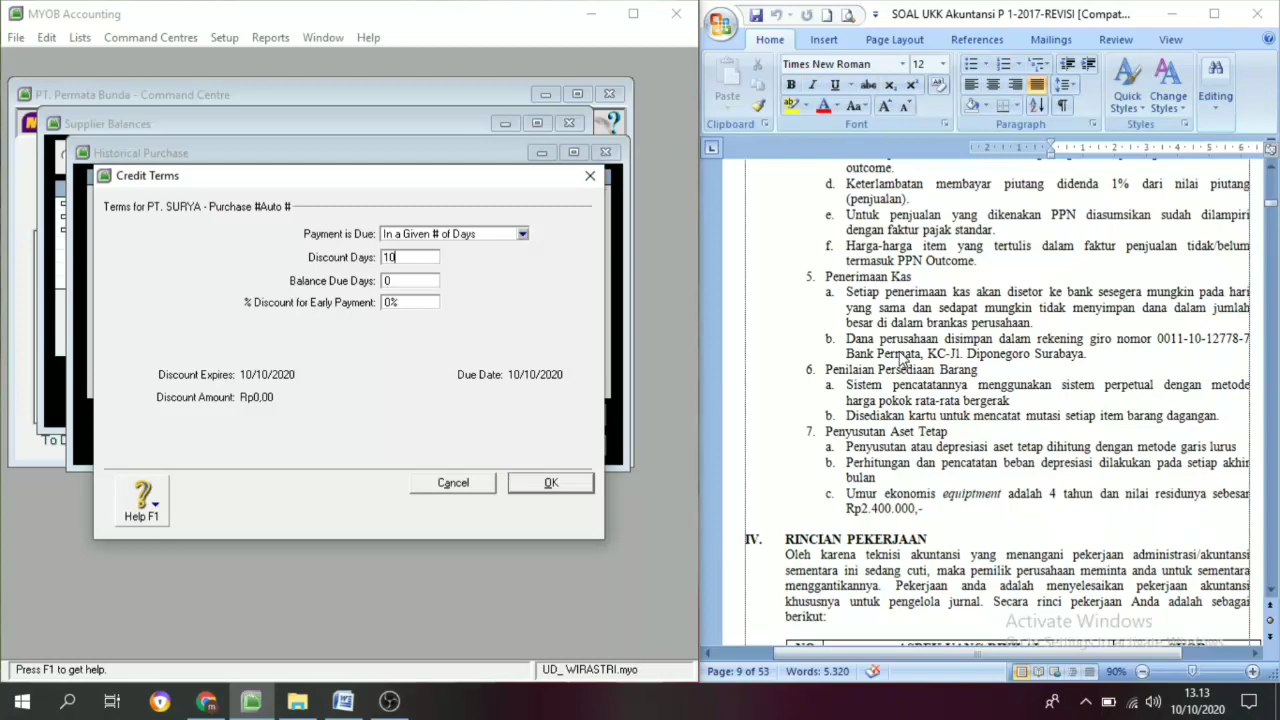 MYOB Accounting
File Edit Lists Command Centres Setup Reports Window Help
PT. Permata Bunda - Command Centre
Supplier Balances
Historical Purchase
Credit Terms
Terms for PT. SURYA - Purchase #Auto #
Payment is Due: In a Given # of Days
Discount Days: 10
Balance Due Days: 0
% Discount for Early Payment: 0%
Discount Expires: 10/10/2020 Due Date: 10/10/2020
Discount Amount: Rp0,00
Cancel OK
Help F1
To D
Press F1 to get help. UD_WIRASTRI.myo
SOAL UKK Akuntansi P 1-2017-REVISI [Compat...
Home Insert Page Layout References Mailings Review View
Times New Roman 12
Paste Quick Styles Change Styles Editing
Clipboard Font Paragraph Styles
2 1 1 2 3 4 5 6
outcome.
d. Keterlambatan membayar piutang didenda 1% dari nilai piutang
(penjualan).
e. Untuk penjualan yang dikenakan PPN diasumsikan sudah dilampiri
dengan faktur pajak standar.
f. Harga-harga item yang tertulis dalam faktur penjualan tidak/belum
termasuk PPN Outcome.
5. Penerimaan Kas
a. Setiap penerimaan kas akan disetor ke bank sesegera mungkin pada hari
yang sama dan sedapat mungkin tidak menyimpan dana dalam jumlah
besar di dalam brankas perusahaan.
b. Dana perusahaan disimpan dalam rekening giro nomor 0011-10-12778-7
Bank Permata, KC-Jl. Diponegoro Surabaya.
6. Penilaian Persediaan Barang
a. Sistem pencatatannya menggunakan sistem perpetual dengan metode
harga pokok rata-rata bergerak
b. Disediakan kartu untuk mencatat mutasi setiap item barang dagangan.
7. Penyusutan Aset Tetap
a. Penyusutan atau depresiasi aset tetap dihitung dengan metode garis lurus
b. Perhitungan dan pencatatan beban depresiasi dilakukan pada setiap akhir
bulan
c. Umur ekonomis equiptment adalah 4 tahun dan nilai residunya sebesar
Rp2.400.000,-
IV. RINCIAN PEKERJAAN
Oleh karena teknisi akuntansi yang menangani pekerjaan administrasi/akuntansi
sementara ini sedang cuti, maka pemilik perusahaan meminta anda untuk sementara
menggantikannya. Pekerjaan anda adalah menyelesaikan pekerjaan akuntansi
khususnya untuk pengelola jurnal. Secara rinci pekerjaan Anda adalah sebagai
berikut:
Activate Windows
Page: 9 of 53 Words: 5.320 90%
13.13
10/10/2020